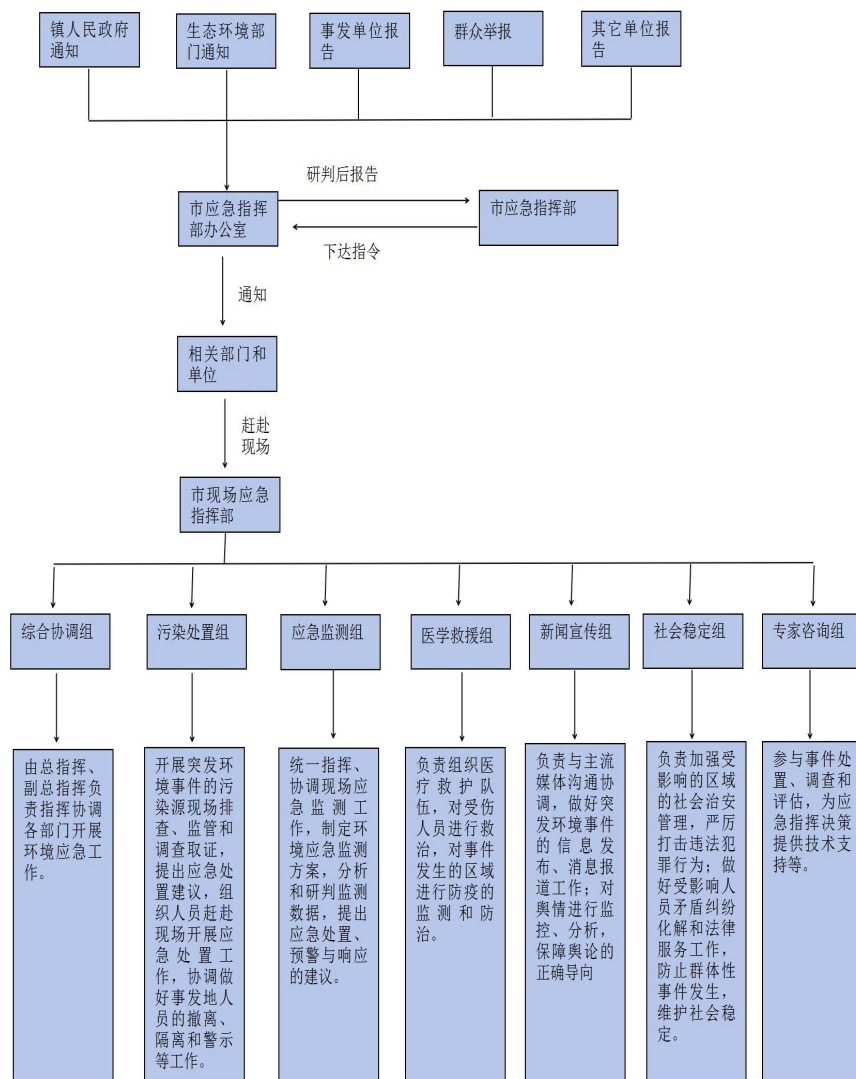 镇人民政府
通知
生态环境部
门通知
事发单位报
告
群众举报
其它单位报
告
研判后报告
市应急指挥
部办公室
市应急指挥部
下达指令
通知
相关部门和
单位
赶赴
现场
市现场应急
指挥部
综合协调组
污染处置组
应急监测组
医学救援组
新闻宣传组
社会稳定组
专家咨询组
由总指挥、
副总指挥负
责指挥协调
各部门开展
环境应急工
作。
开展突发环
境事件的污
染源现场排
查、监管和
调查取证，
提出应急处
置建议，组
织人员赶赴
现场开展应
急处置工
作，协调做
好事发地人
员的撤离、
隔离和警示
等工作。
统一指挥、
协调现场应
急监测工
作，制定环
境应急监测
方案，分析
和研判监测
数据，提出
应急处置、
预警与响应
的建议。
负责组织医
疗救护队
伍，对受伤
人员进行救
治，对事件
发生的区域
进行防疫的
监测和防
治。
负责与主流
媒体沟通协
调，做好突
发环境事件
的信息发
布、消息报
道工作；对
舆情进行监
控、分析，
保障舆论的
正确导向
负责加强受
影响的区域
的社会治安
管理，严厉
打击违法犯
罪行为；做
好受影响人
员矛盾纠纷
化解和法律
服务工作，
防止群体性
事件发生，
维护社会稳
定。
参与事件处
置、调查和
评估，为应
急指挥决策
提供技术支
持等。